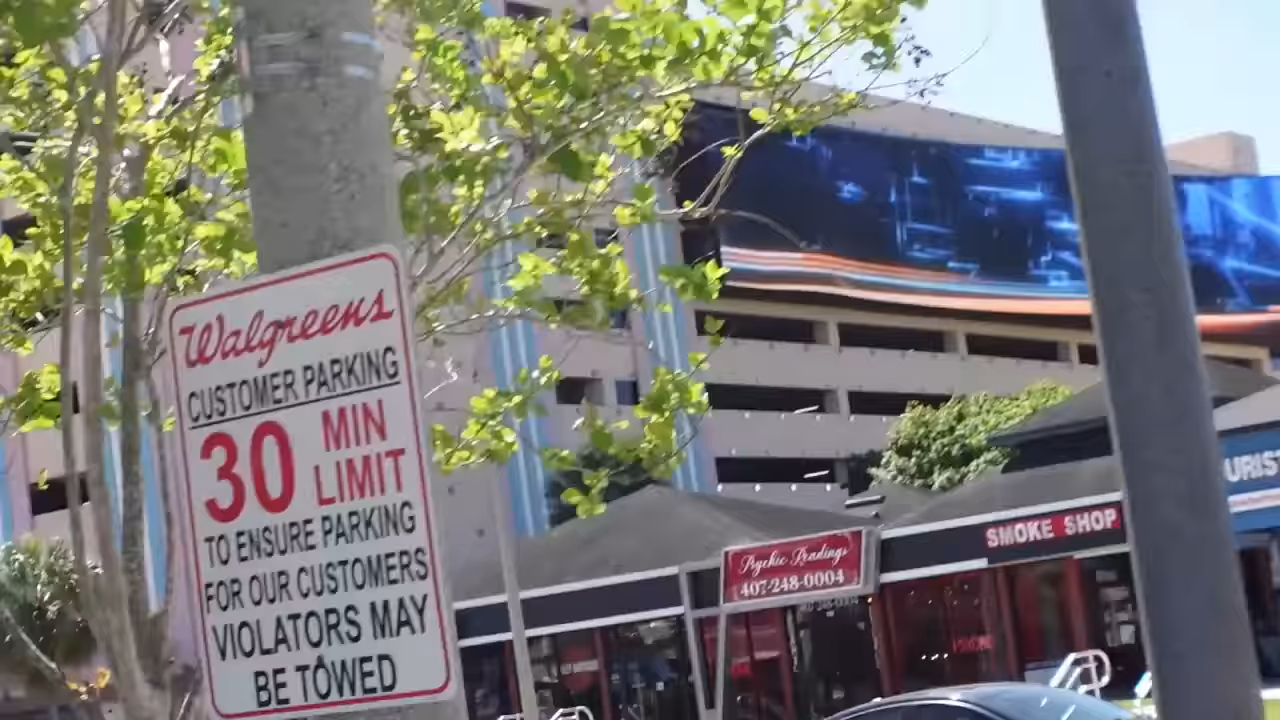 Walgreens
CUSTOMER PARKING
30 MIN LIMIT
TO ENSURE PARKING
FOR OUR CUSTOMERS
VIOLATORS MAY
BE TOWED
Psychic Readings
407-248-0004
SMOKE SHOP
URIST